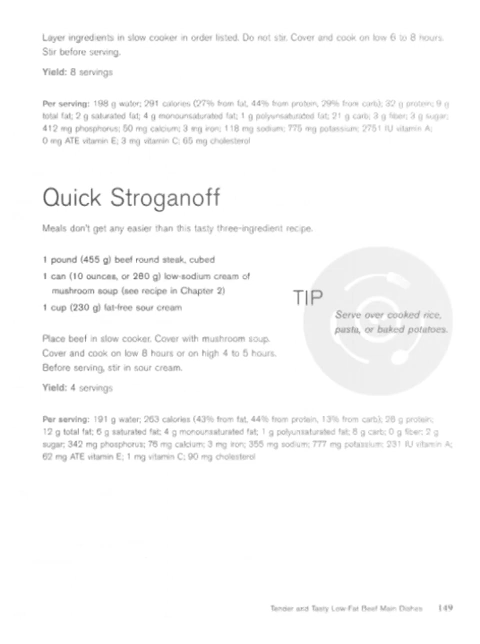 Layer ingredients in slow cooker in order listed. Do not stir. Cover and cook on low 6 to 8 hours.
Stir before serving.
Yield: 8 servings
Per serving: 198 g water; 291 calories (27% from fat, 44% from protein, 29% from carb); 32 g protein; 9 g
total fat; 2 g saturated fat; 4 g monounsaturated fat; 1 g polyunsaturated fat; 21 g carb; 3 g fiber; 3 g sugar;
412 mg phosphorus; 50 mg calcium; 3 mg iron; 118 mg sodium; 775 mg potassium; 2751 IU vitamin A;
0 mg ATE vitamin E; 3 mg vitamin C; 65 mg cholesterol
Quick Stroganoff
Meals don't get any easier than this tasty three-ingredient recipe.
1 pound (455 g) beef round steak, cubed
1 can (10 ounces, or 280 g) low-sodium cream of
mushroom soup (see recipe in Chapter 2)
1 cup (230 g) fat-free sour cream
TIP
Serve over cooked rice,
pasta, or baked potatoes.
Place beef in slow cooker. Cover with mushroom soup.
Cover and cook on low 8 hours or on high 4 to 5 hours.
Before serving, stir in sour cream.
Yield: 4 servings
Per serving: 191 g water; 263 calories (43% from fat, 44% from protein, 13% from carb); 28 g protein;
12 g total fat; 6 g saturated fat; 4 g monounsaturated fat; 1 g polyunsaturated fat; 8 g carb; 0 g fiber; 2 g
sugar; 342 mg phosphorus; 76 mg calcium; 3 mg iron; 355 mg sodium; 777 mg potassium; 231 IU vitamin A;
62 mg ATE vitamin E; 1 mg vitamin C; 90 mg cholesterol
Tender and Tasty Low-Fat Beef Main Dishes 149